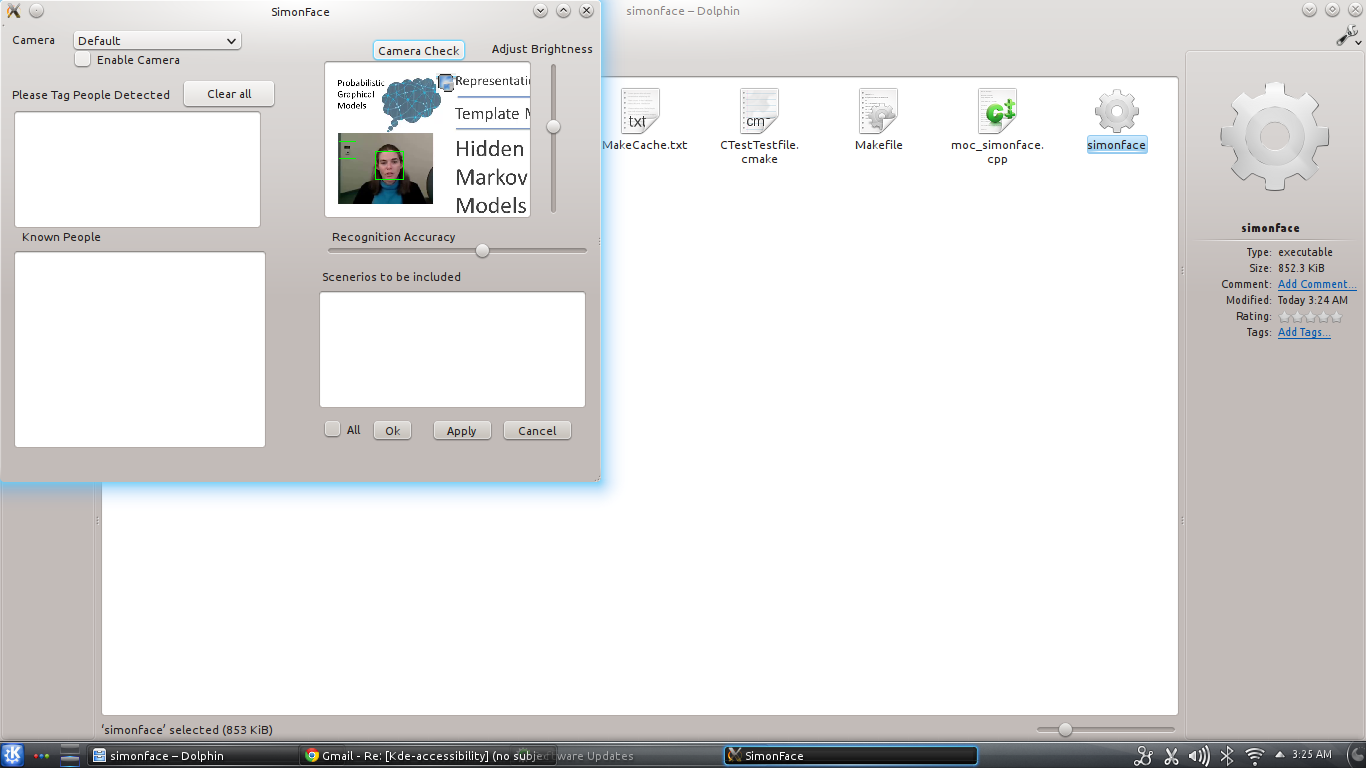 SimonFace
simonface – Dolphin
Camera
Default
Enable Camera
Camera Check
Adjust Brightness
Please Tag People Detected
Clear all
Probabilistic
Graphical
Models
Representati
Template M
Hidden
Markov
Models
Known People
Recognition Accuracy
Scenerios to be included
All
Ok
Apply
Cancel
txt
MakeCache.txt
cm
CTestTestfile.
cmake
Makefile
moc_simonface.
cpp
simonface
simonface
Type: executable
Size: 852.3 KiB
Comment: Add Comment...
Modified: Today 3:24 AM
Rating:
Tags: Add Tags...
‘simonface’ selected (853 KiB)
simonface – Dolphin
Gmail - Re: [Kde-accessibility] (no subje
ftware Updates
SimonFace
3:25 AM